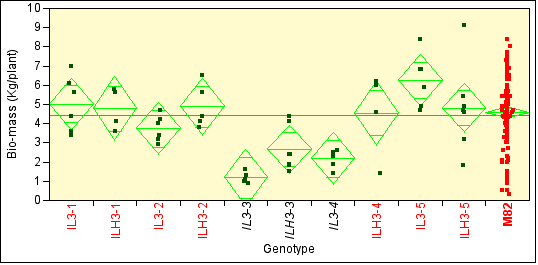 10
9
8
7
6
5
4
3
2
1
0
Bio-mass (Kg/plant)
IL3-1
ILH3-1
IL3-2
ILH3-2
IL3-3
ILH3-3
IL3-4
ILH3-4
IL3-5
ILH3-5
M82
Genotype